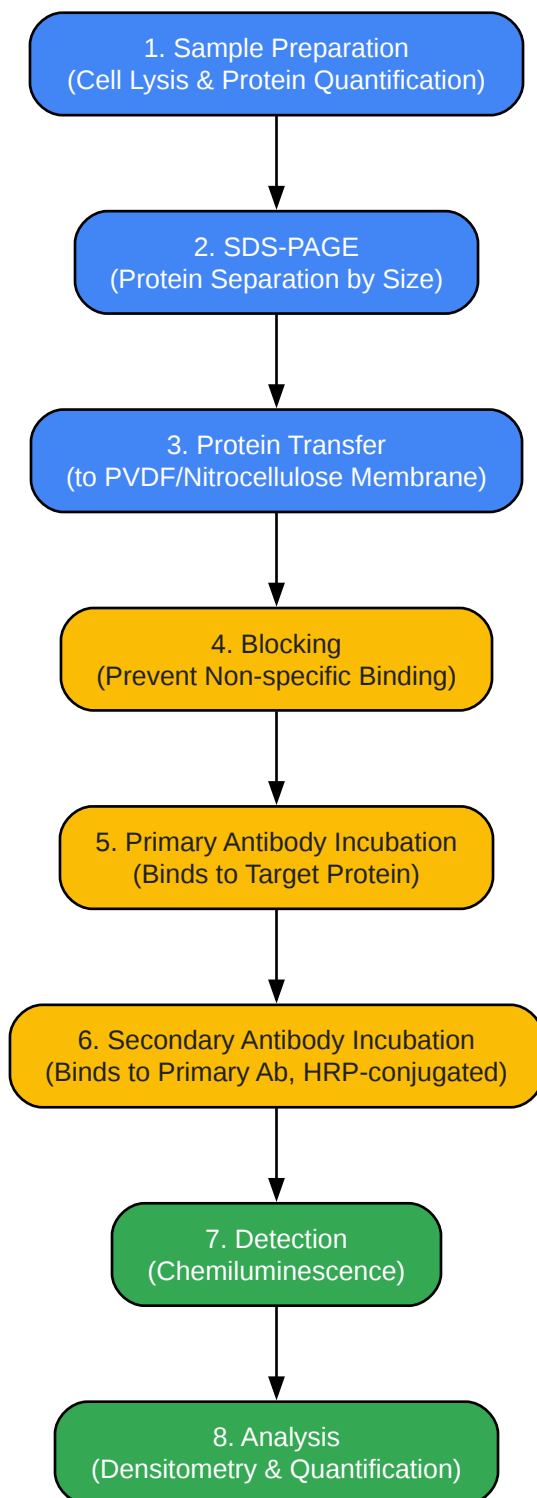 1. Sample Preparation
(Cell Lysis & Protein Quantification)
2. SDS-PAGE
(Protein Separation by Size)
3. Protein Transfer
(to PVDF/Nitrocellulose Membrane)
4. Blocking
(Prevent Non-specific Binding)
5. Primary Antibody Incubation
(Binds to Target Protein)
6. Secondary Antibody Incubation
(Binds to Primary Ab, HRP-conjugated)
7. Detection
(Chemiluminescence)
8. Analysis
(Densitometry & Quantification)